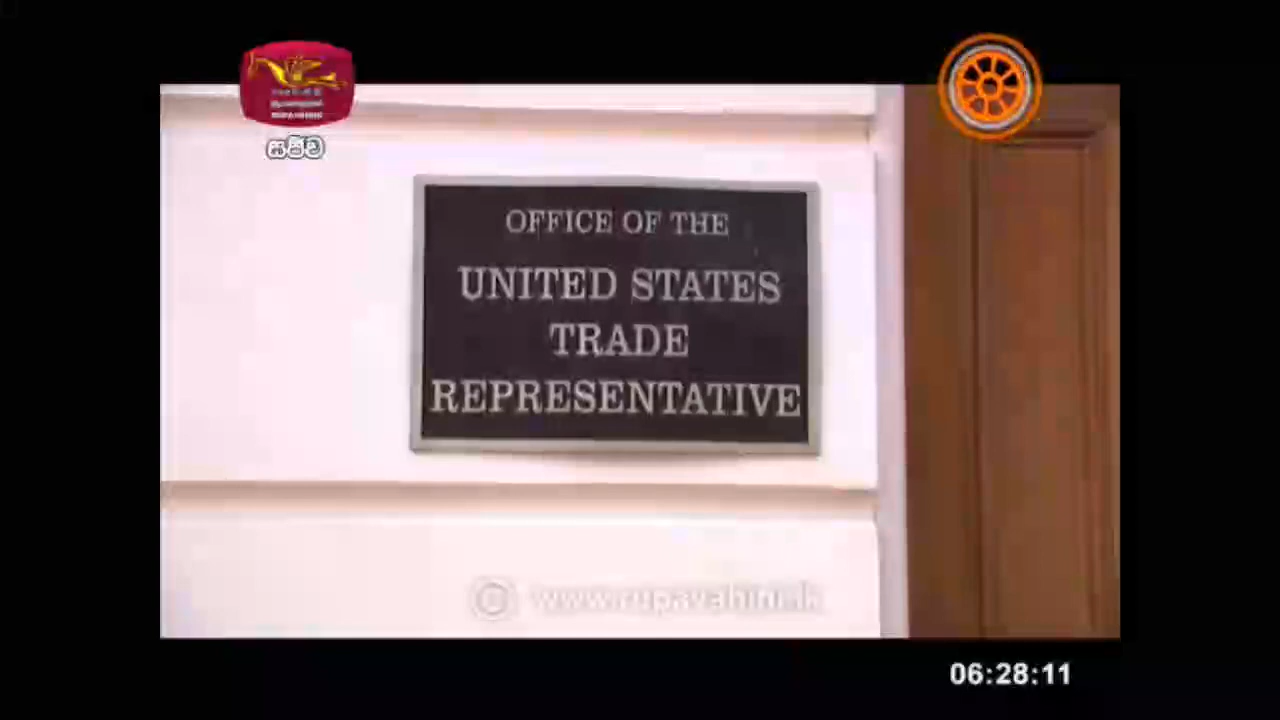 සජීවී
OFFICE OF THE
UNITED STATES
TRADE
REPRESENTATIVE
www.rupavahini.lk
06:28:11